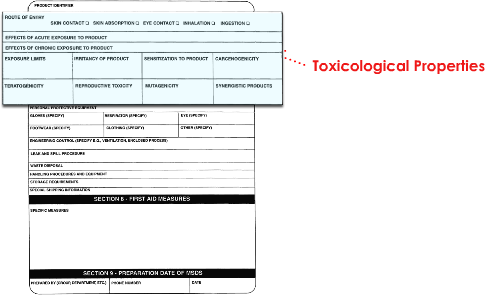 PRODUCT IDENTIFIER
ROUTE OF ENTRY
SKIN CONTACT □ SKIN ABSORPTION □ EYE CONTACT □ INHALATION □ INGESTION □
EFFECTS OF ACUTE EXPOSURE TO PRODUCT
EFFECTS OF CHRONIC EXPOSURE TO PRODUCT
EXPOSURE LIMITS IRRITANCY OF PRODUCT SENSITIZATION TO PRODUCT CARCENOGENICITY
Toxicological Properties
TERATOGENICITY REPRODUCTIVE TOXICITY MUTAGENICITY SYNERGISTIC PRODUCTS
PERSONAL PROTECTIVE EQUIPMENT
GLOVES (SPECIFY) RESPIRATOR (SPECIFY) EYE (SPECIFY)
FOOTWEAR (SPECIFY) CLOTHING (SPECIFY) OTHER (SPECIFY)
ENGINEERING CONTROL (SPECIFY E.G., VENTILATION, ENCLOSED PROCESS)
LEAK AND SPILL PROCEDURE
WASTE DISPOSAL
HANDLING PROCEDURES AND EQUIPMENT
STORAGE REQUIREMENTS
SPECIAL SHIPPING INFORMATION
SECTION 8 - FIRST AID MEASURES
SPECIFIC MEASURES
SECTION 9 - PREPARATION DATE OF MSDS
PREPARED BY (GROUP, DEPARTMENT ETC.) PHONE NUMBER DATE